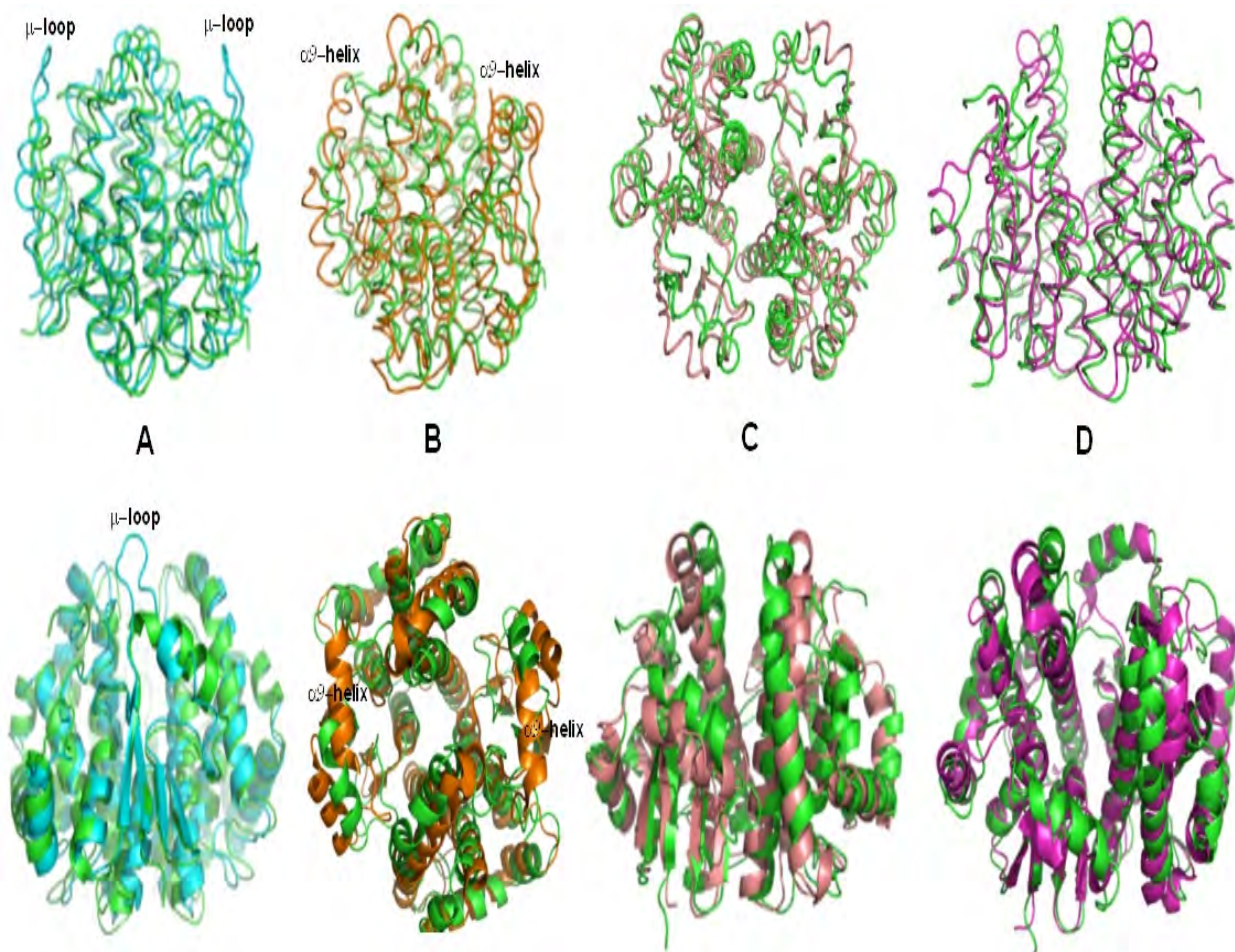 μ–loop
μ–loop
α9–helix
α9–helix
A
B
C
D
μ–loop
α9–helix
α9–helix